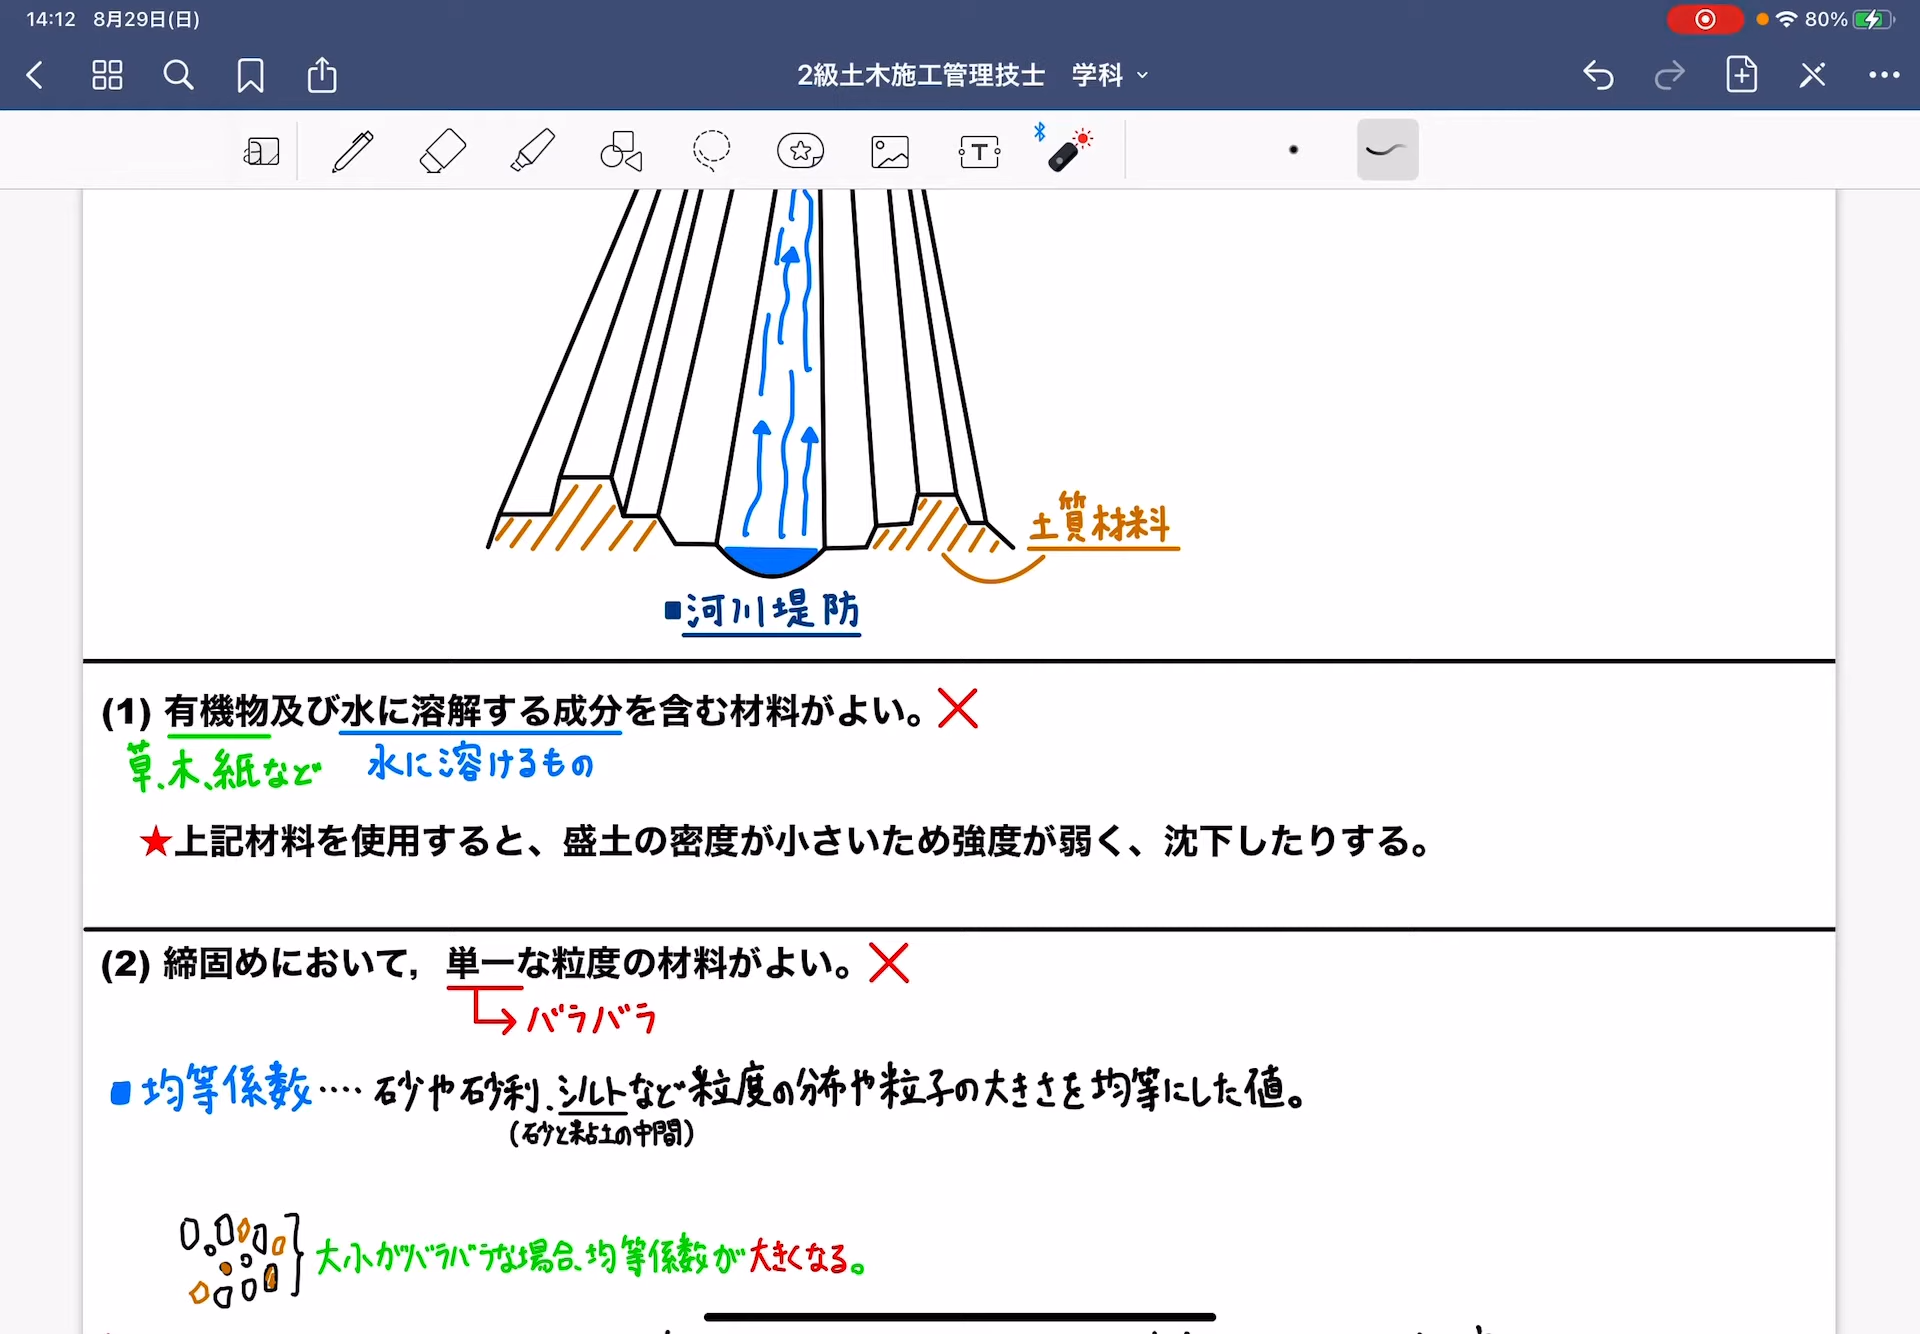 14:12 8月29日(日)
80%
2級土木施工管理技士 学科
土質材料
■河川堤防
(1) 有機物及び水に溶解する成分を含む材料がよい。×
草、木、紙など 水に溶けるもの
★上記材料を使用すると、盛土の密度が小さいため強度が弱く、沈下したりする。
(2) 締固めにおいて，単一な粒度の材料がよい。×
バラバラ
■均等係数‥‥砂や砂利、シルトなど粒度の分布や粒子の大きさを均等にした値。
(砂と粘土の中間)
大小がバラバラな場合、均等係数が大きくなる。